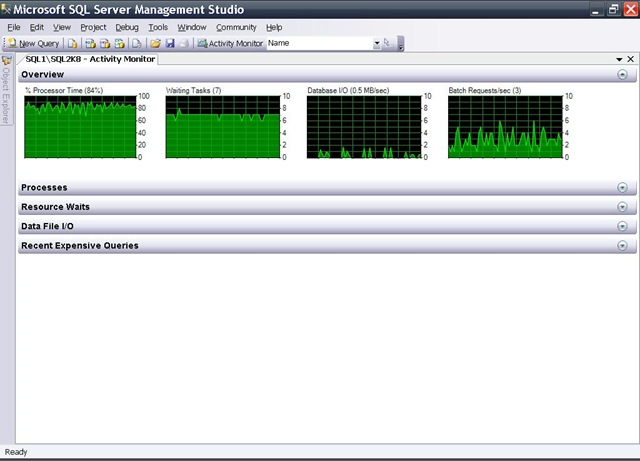 Microsoft SQL Server Management Studio
File Edit View Project Debug Tools Window Community Help
New Query Activity Monitor Name
Object Explorer
SQL1\SQL2K8 - Activity Monitor
Overview
% Processor Time (84%) Waiting Tasks (7) Database I/O (0.5 MB/sec) Batch Requests/sec (3)
100 10 10 10
80 8 8 8
60 6 6 6
40 4 4 4
20 2 2 2
0 0 0 0
Processes
Resource Waits
Data File I/O
Recent Expensive Queries
Ready